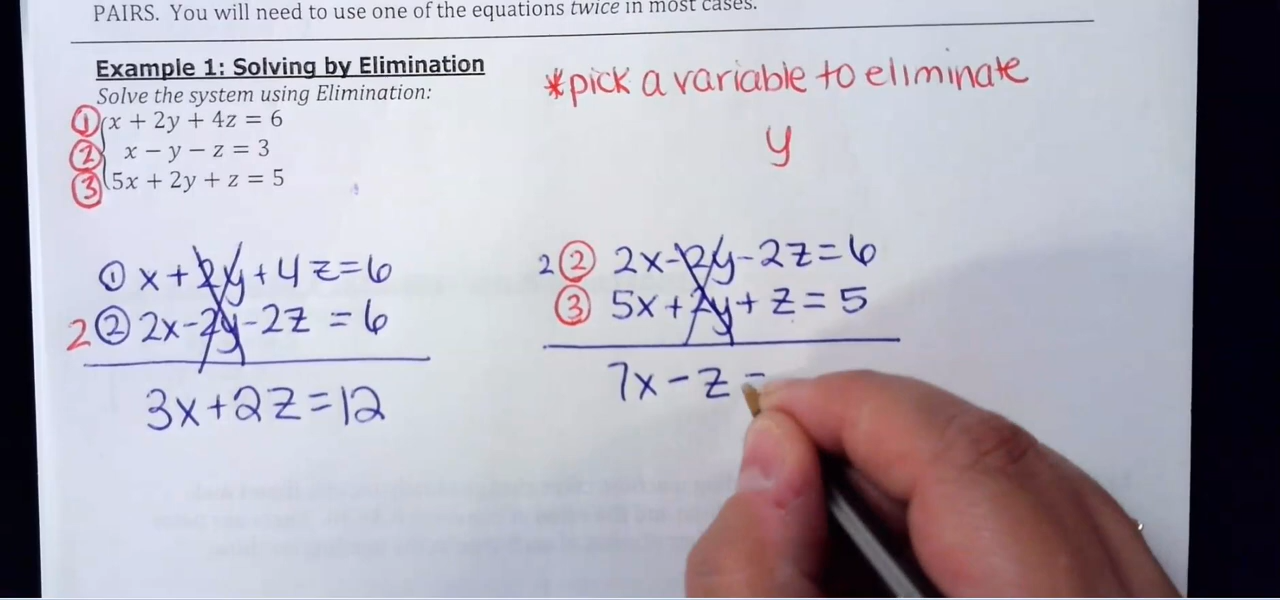 PAIRS. You will need to use one of the equations twice in most cases.
Example 1: Solving by Elimination
Solve the system using Elimination:
① x + 2y + 4z = 6
② x − y − z = 3
③ 5x + 2y + z = 5
*pick a variable to eliminate
y
① x + 2y + 4z = 6
2 ② 2x - 2y - 2z = 6
3x + 2z = 12
2 ② 2x - 2y - 2z = 6
③ 5x + 2y + z = 5
7x - z =